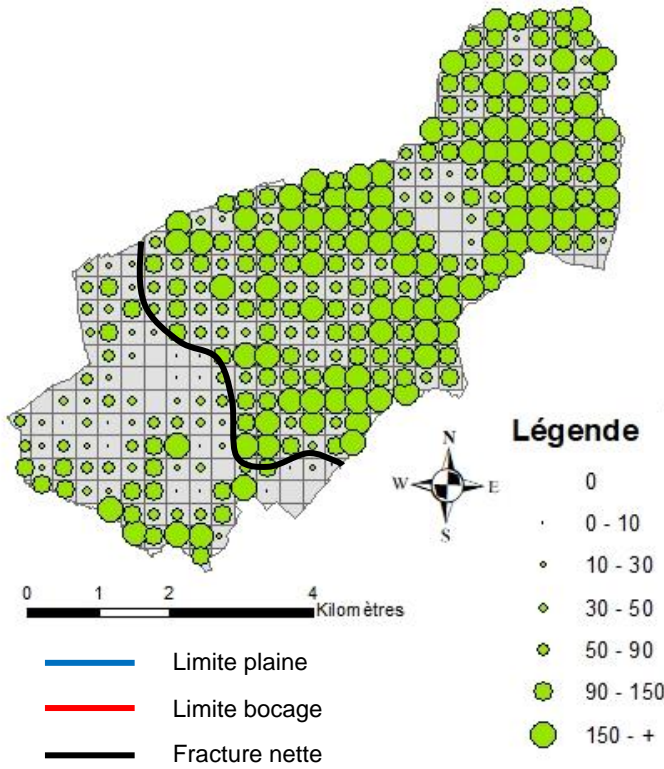 Légende
N
W E
S
0
0 - 10
10 - 30
30 - 50
50 - 90
90 - 150
150 - +
0 1 2 4
Kilomètres
Limite plaine
Limite bocage
Fracture nette